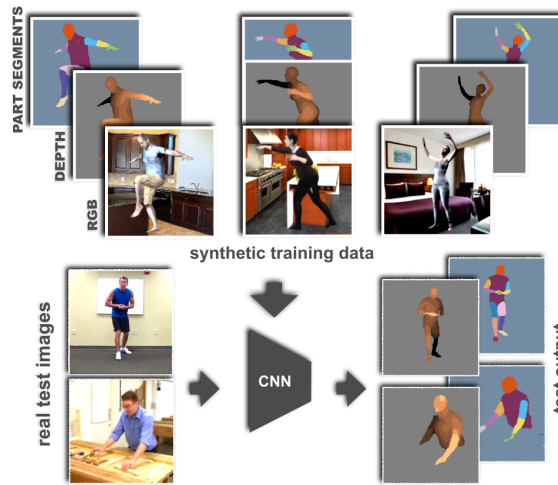 PART SEGMENTS
DEPTH
RGB
synthetic training data
real test images
CNN
test output